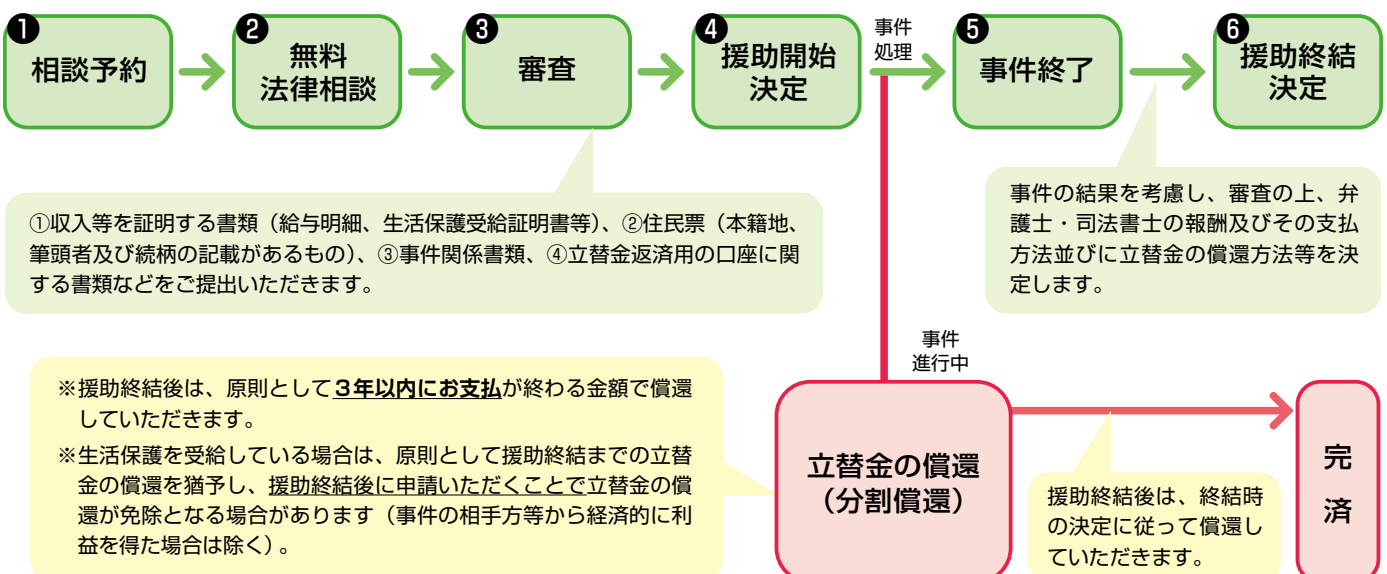 ❶
相談予約
❷
無料
法律相談
❸
審査
❹
援助開始
決定
事件
処理
❺
事件終了
❻
援助終結
決定
①収入等を証明する書類（給与明細、生活保護受給証明書等）、②住民票（本籍地、
筆頭者及び続柄の記載があるもの）、③事件関係書類、④立替金返済用の口座に関
する書類などをご提出いただきます。
事件の結果を考慮し、審査の上、弁
護士・司法書士の報酬及びその支払
方法並びに立替金の償還方法等を決
定します。
事件
進行中
※援助終結後は、原則として３年以内にお支払が終わる金額で償還
していただきます。
※生活保護を受給している場合は、原則として援助終結までの立替
金の償還を猶予し、援助終結後に申請いただくことで立替金の償
還が免除となる場合があります（事件の相手方等から経済的に利
益を得た場合は除く）。
立替金の償還
（分割償還）
援助終結後は、終結時
の決定に従って償還し
ていただきます。
完
済